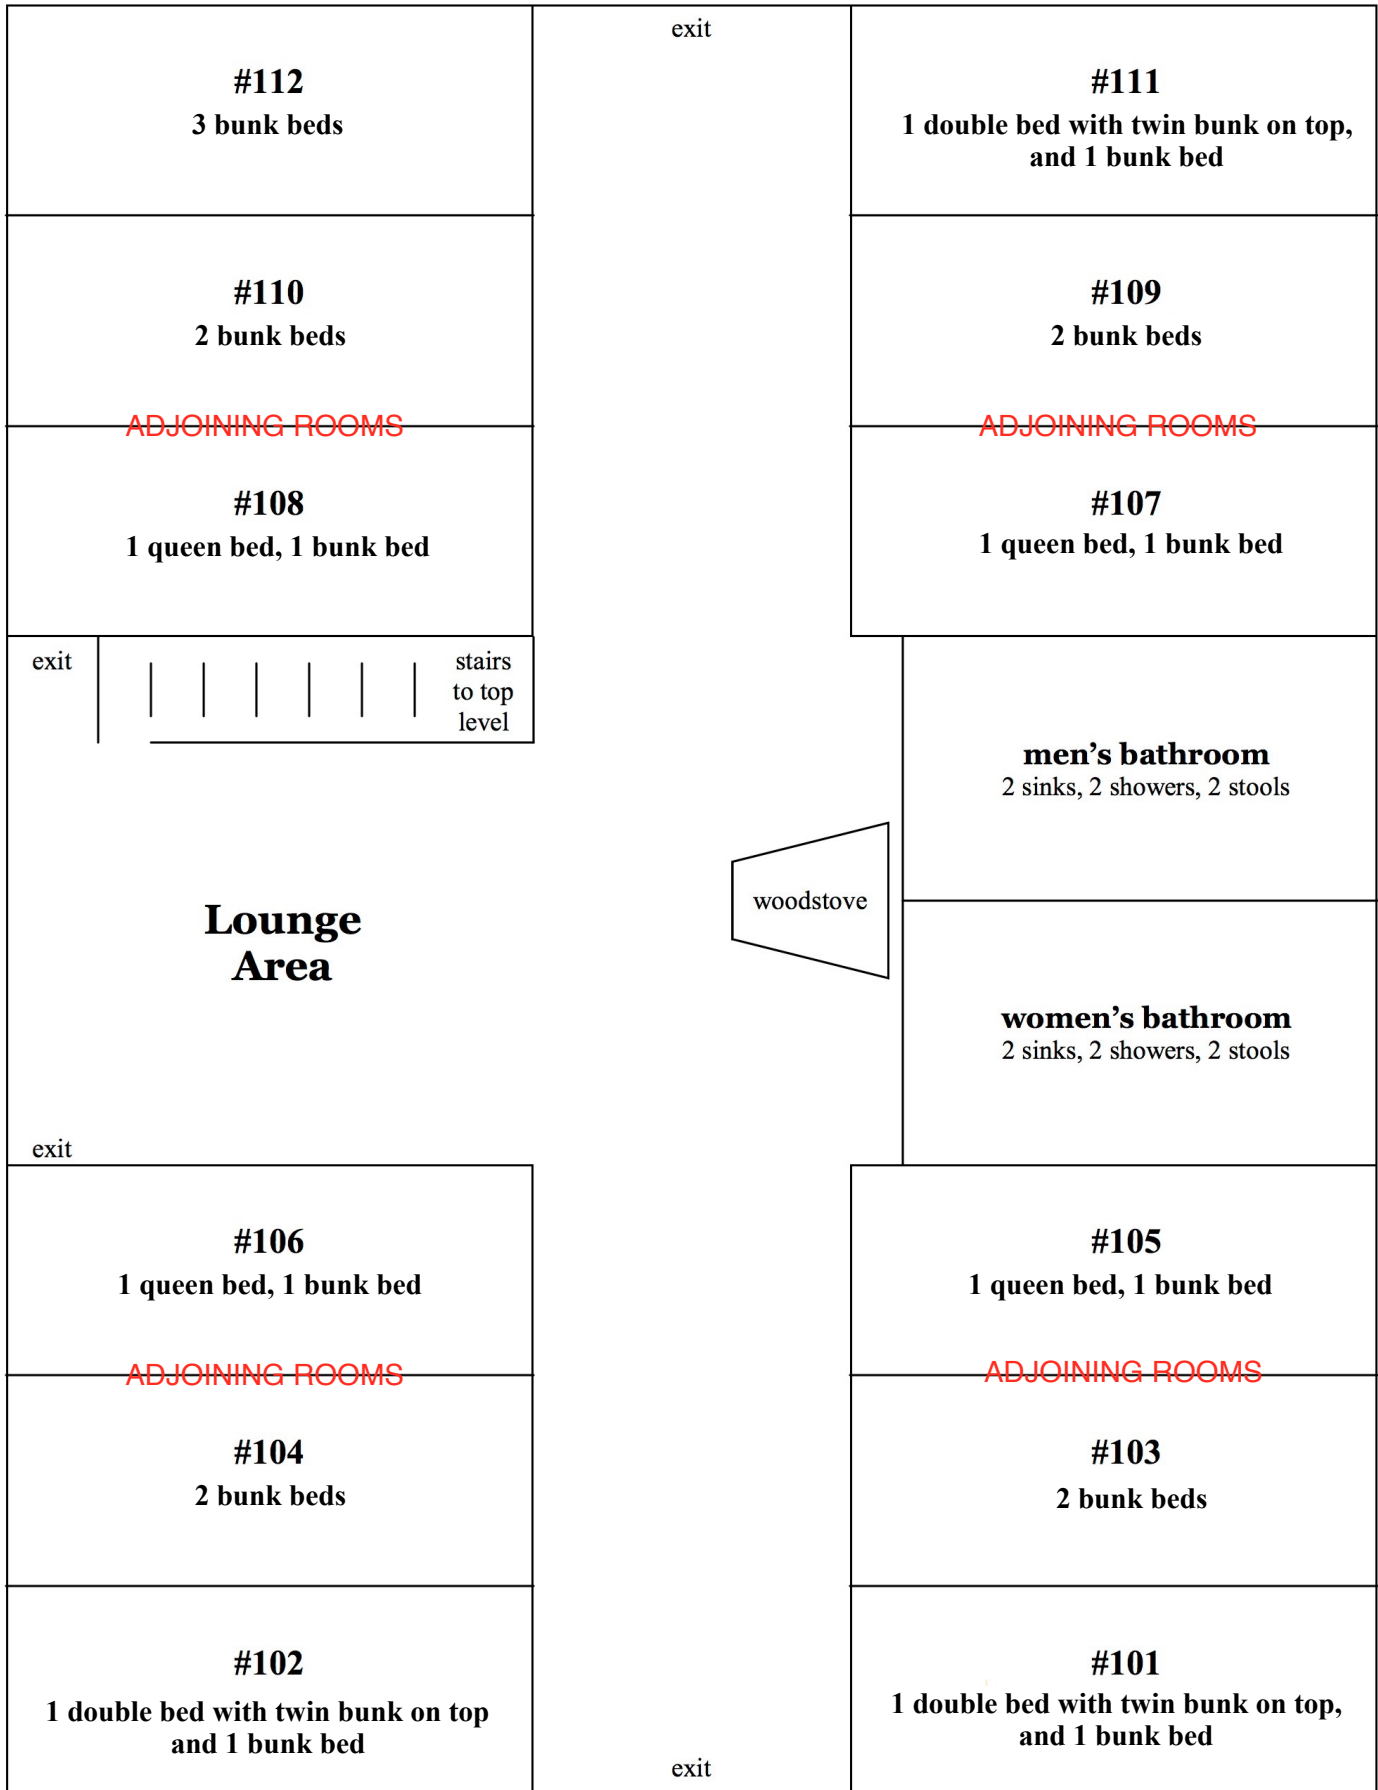 exit
#112
3 bunk beds
#111
1 double bed with twin bunk on top,
and 1 bunk bed
#110
2 bunk beds
#109
2 bunk beds
ADJOINING ROOMS
ADJOINING ROOMS
#108
1 queen bed, 1 bunk bed
#107
1 queen bed, 1 bunk bed
exit
stairs
to top
level
men's bathroom
2 sinks, 2 showers, 2 stools
woodstove
Lounge
Area
women's bathroom
2 sinks, 2 showers, 2 stools
exit
#106
1 queen bed, 1 bunk bed
#105
1 queen bed, 1 bunk bed
ADJOINING ROOMS
ADJOINING ROOMS
#104
2 bunk beds
#103
2 bunk beds
#102
1 double bed with twin bunk on top
and 1 bunk bed
#101
1 double bed with twin bunk on top,
and 1 bunk bed
exit